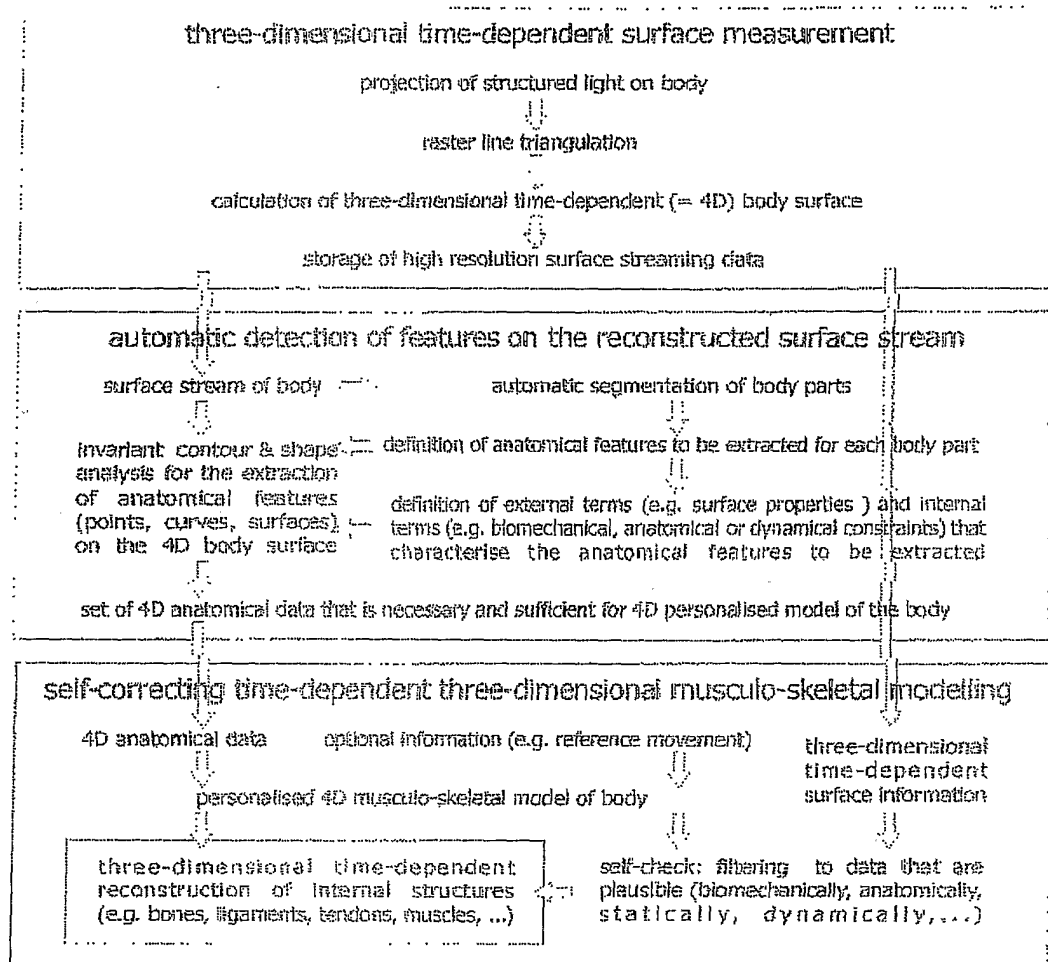 three-dimensional time-dependent surface measurement
projection of structured light on body
raster line triangulation
calculation of three-dimensional time-dependent (= 4D) body surface
storage of high resolution surface streaming data
automatic detection of features on the reconstructed surface stream
surface stream of body
automatic segmentation of body parts
invariant contour & shape
analysis for the extraction
of anatomical features
(points, curves, surfaces)
on the 4D body surface
definition of anatomical features to be extracted for each body part
definition of external terms (e.g. surface properties ) and internal
terms (e.g. biomechanical, anatomical or dynamical constraints) that
characterise the anatomical features to be extracted
set of 4D anatomical data that is necessary and sufficient for 4D personalised model of the body
self-correcting time-dependent three-dimensional musculo-skeletal modelling
4D anatomical data
optional information (e.g. reference movement)
three-dimensional
time-dependent
surface information
personalised 4D musculo-skeletal model of body
three-dimensional time-dependent
reconstruction of internal structures
(e.g. bones, ligaments, tendons, muscles, ...)
self-check: filtering to data that are
plausible (biomechanically, anatomically,
statically, dynamically,...)